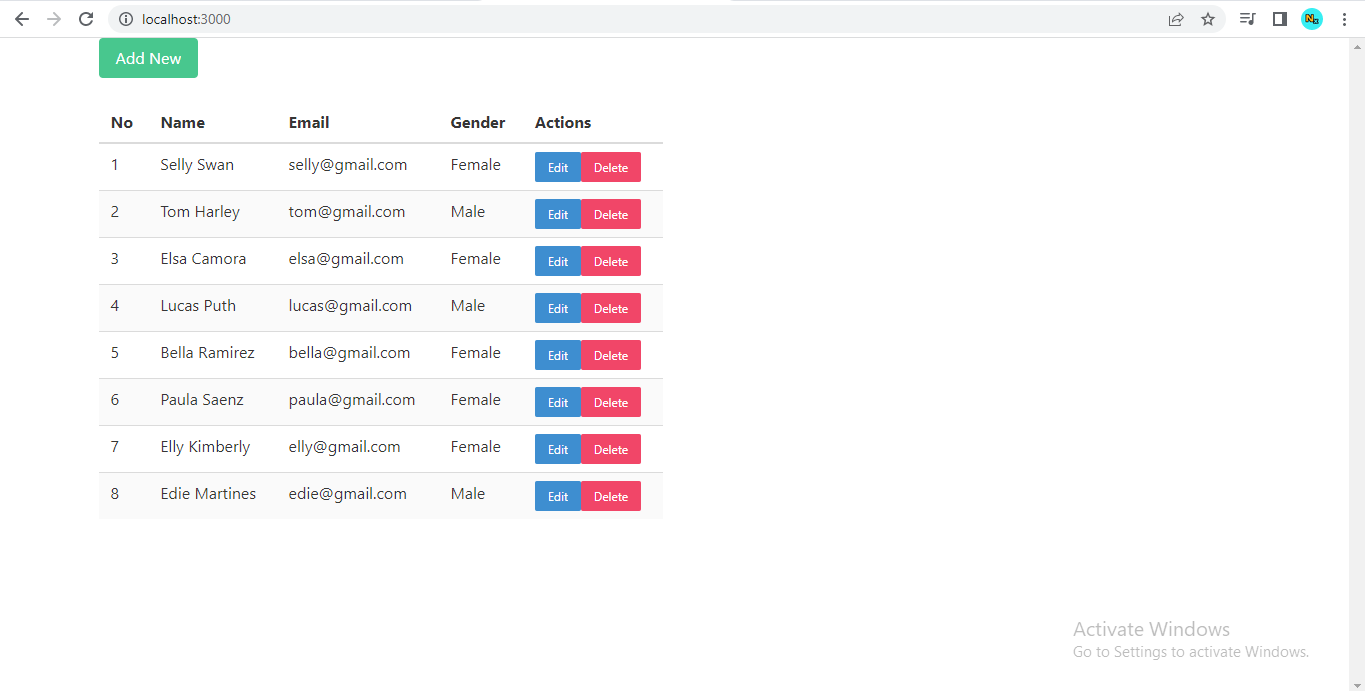 localhost:3000
Add New
No Name Email Gender Actions
1 Selly Swan selly@gmail.com Female Edit Delete
2 Tom Harley tom@gmail.com Male Edit Delete
3 Elsa Camora elsa@gmail.com Female Edit Delete
4 Lucas Puth lucas@gmail.com Male Edit Delete
5 Bella Ramirez bella@gmail.com Female Edit Delete
6 Paula Saenz paula@gmail.com Female Edit Delete
7 Elly Kimberly elly@gmail.com Female Edit Delete
8 Edie Martines edie@gmail.com Male Edit Delete
Activate Windows
Go to Settings to activate Windows.